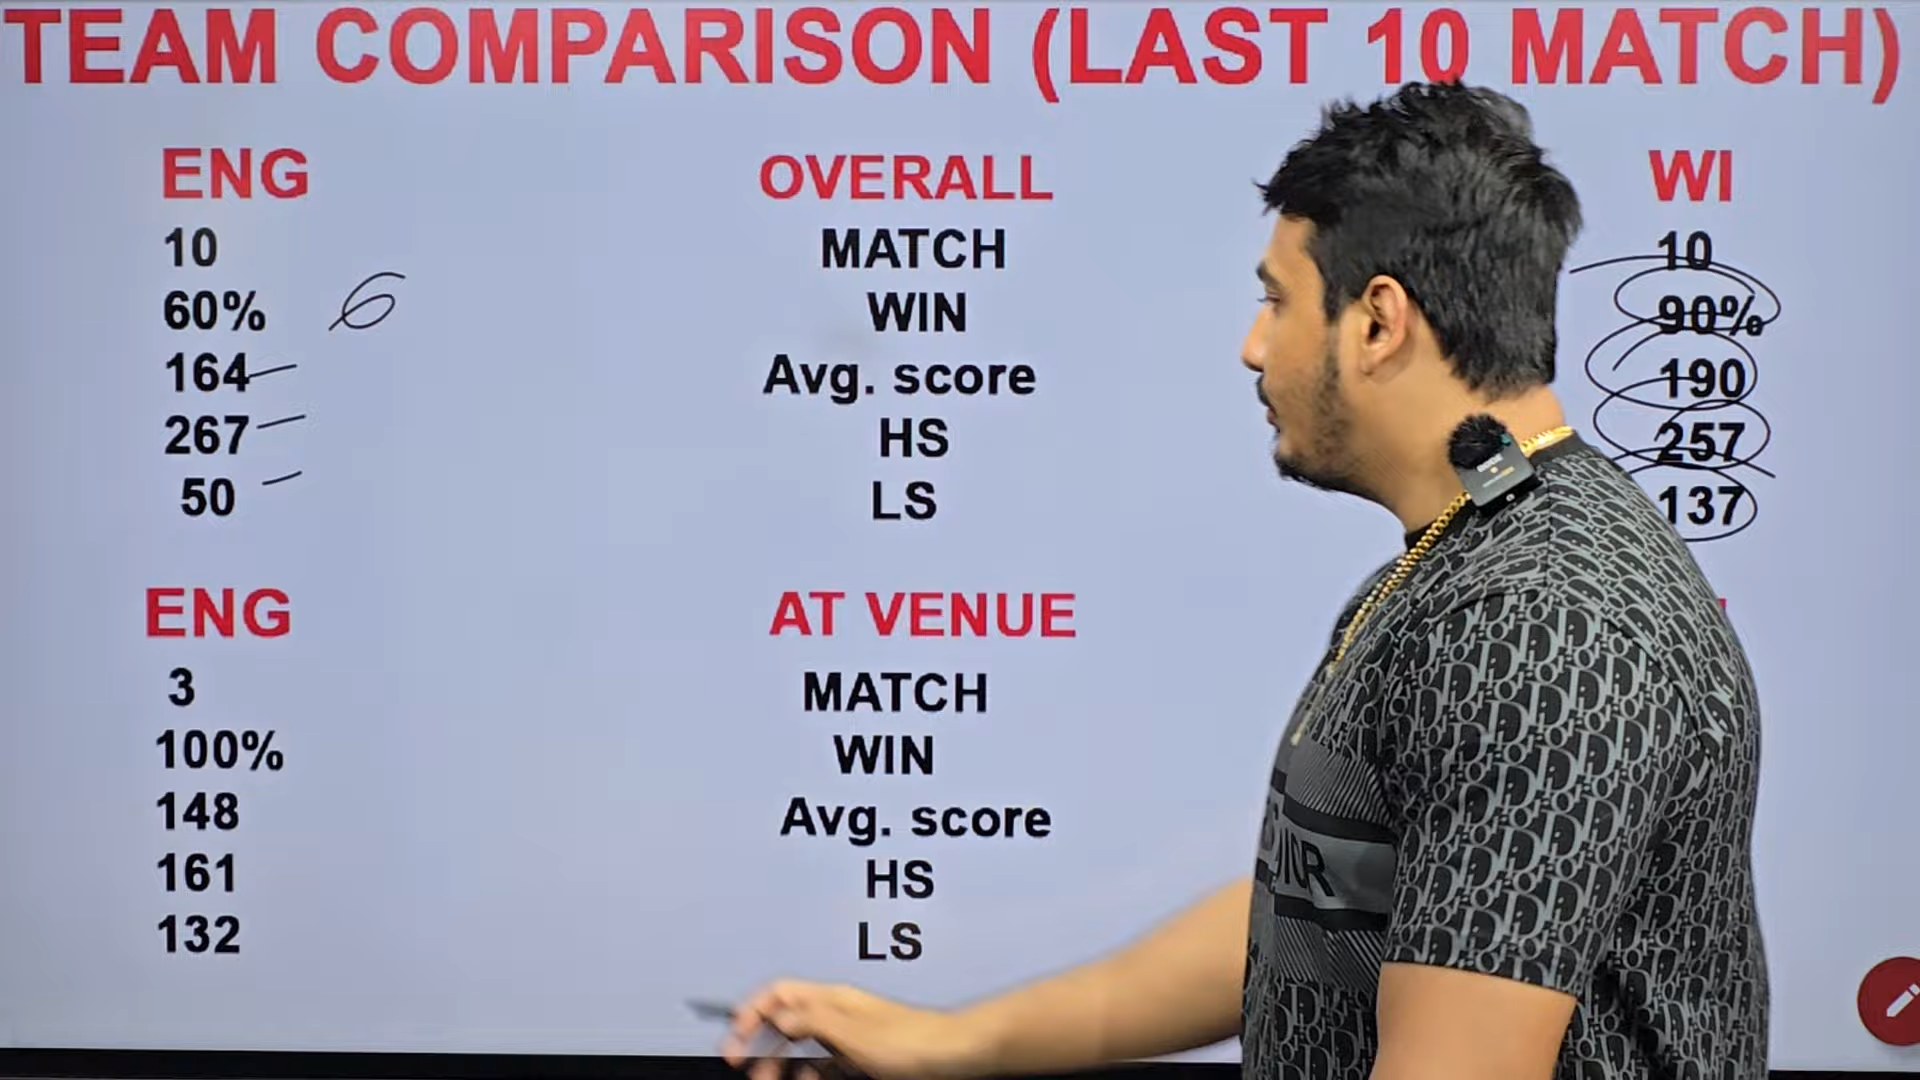 TEAM COMPARISON (LAST 10 MATCH)
ENG OVERALL WI
10 MATCH 10
60% 6 WIN 90%
164 Avg. score 190
267 HS 257
50 LS 137
ENG AT VENUE
3 MATCH
100% WIN
148 Avg. score
161 HS
132 LS